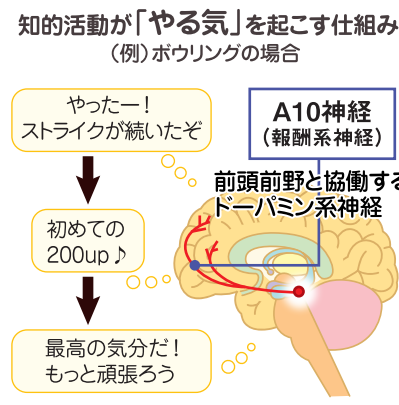 知的活動が「やる気」を起こす仕組み
（例）ボウリングの場合
やったー！
ストライクが続いたぞ
A10神経
（報酬系神経）
前頭前野と協働する
ドーパミン系神経
初めての
200up♪
最高の気分だ！
もっと頑張ろう